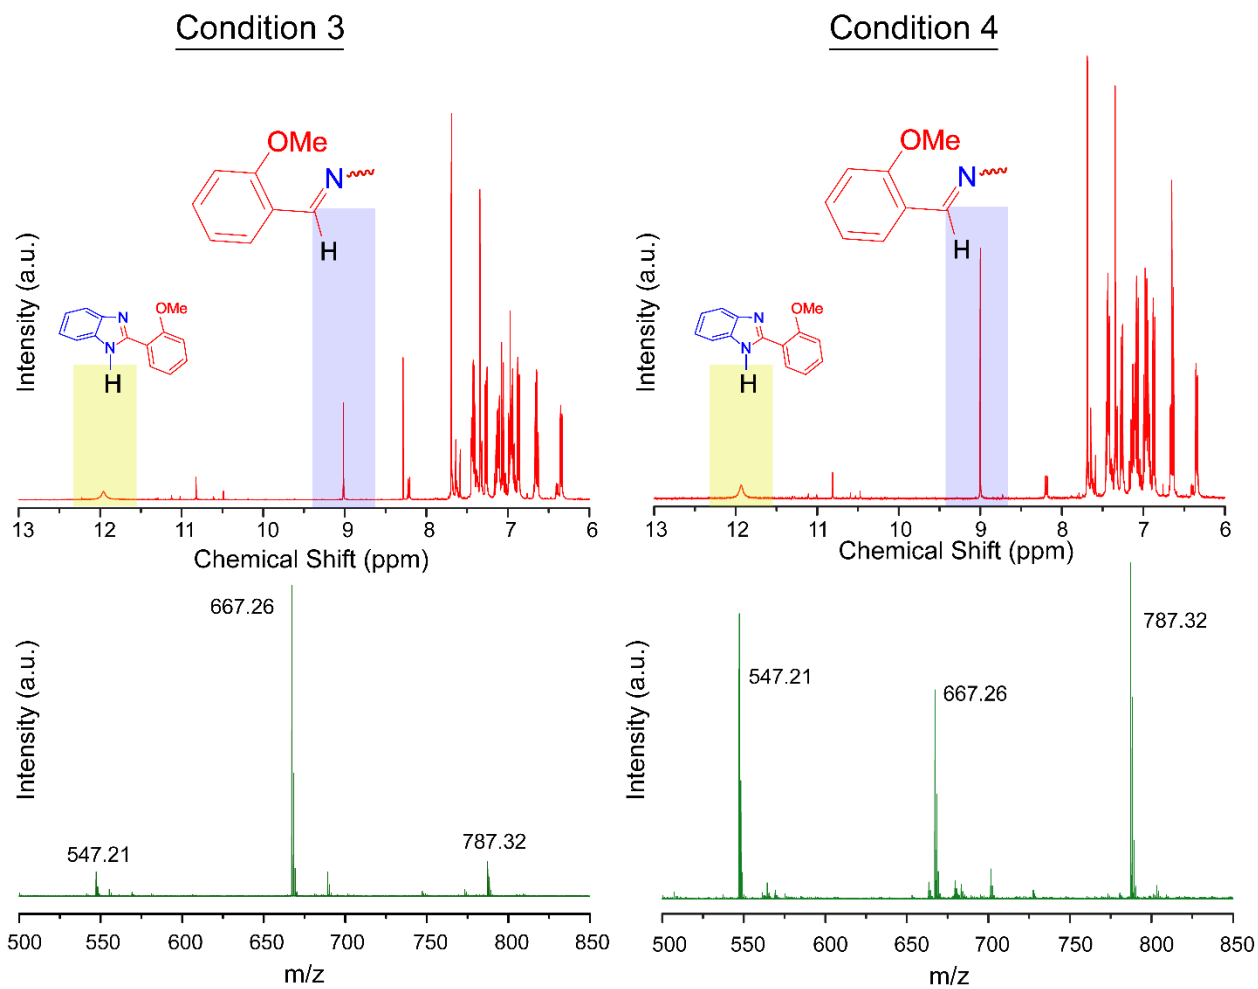 Condition 3
Condition 4
OMe
N
H
OMe
N
N
H
Intensity (a.u.)
13 12 11 10 9 8 7 6
Chemical Shift (ppm)
OMe
N
H
OMe
N
N
H
Intensity (a.u.)
13 12 11 10 9 8 7 6
Chemical Shift (ppm)
667.26
547.21
787.32
Intensity (a.u.)
500 550 600 650 700 750 800 850
m/z
787.32
547.21
667.26
Intensity (a.u.)
500 550 600 650 700 750 800 850
m/z